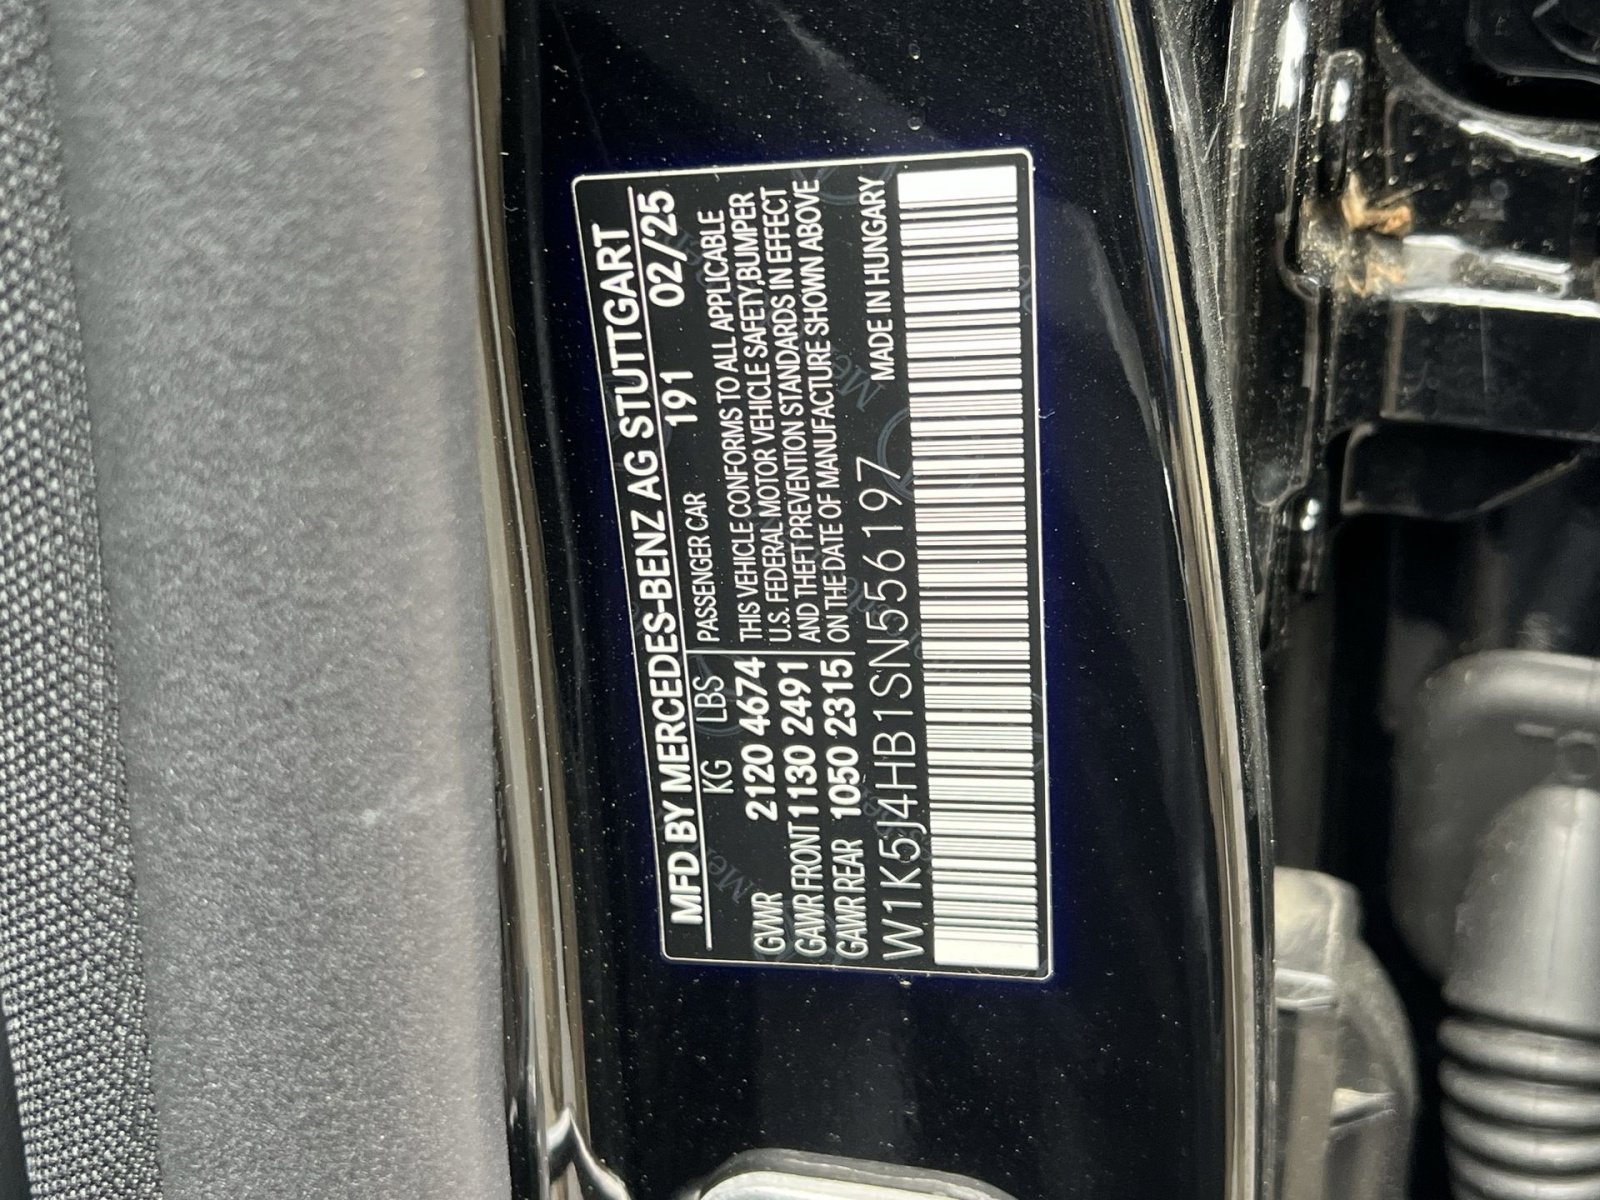 MFD BY MERCEDES-BENZ AG STUTTGART
KG LBS PASSENGER CAR 191 02/25
GVWR 2120 4674 THIS VEHICLE CONFORMS TO ALL APPLICABLE
U.S. FEDERAL MOTOR VEHICLE SAFETY,BUMPER
GAWR FRONT 1130 2491 AND THEFT PREVENTION STANDARDS IN EFFECT
GAWR REAR 1050 2315 ON THE DATE OF MANUFACTURE SHOWN ABOVE
W1K5J4HB1SN556197 MADE IN HUNGARY